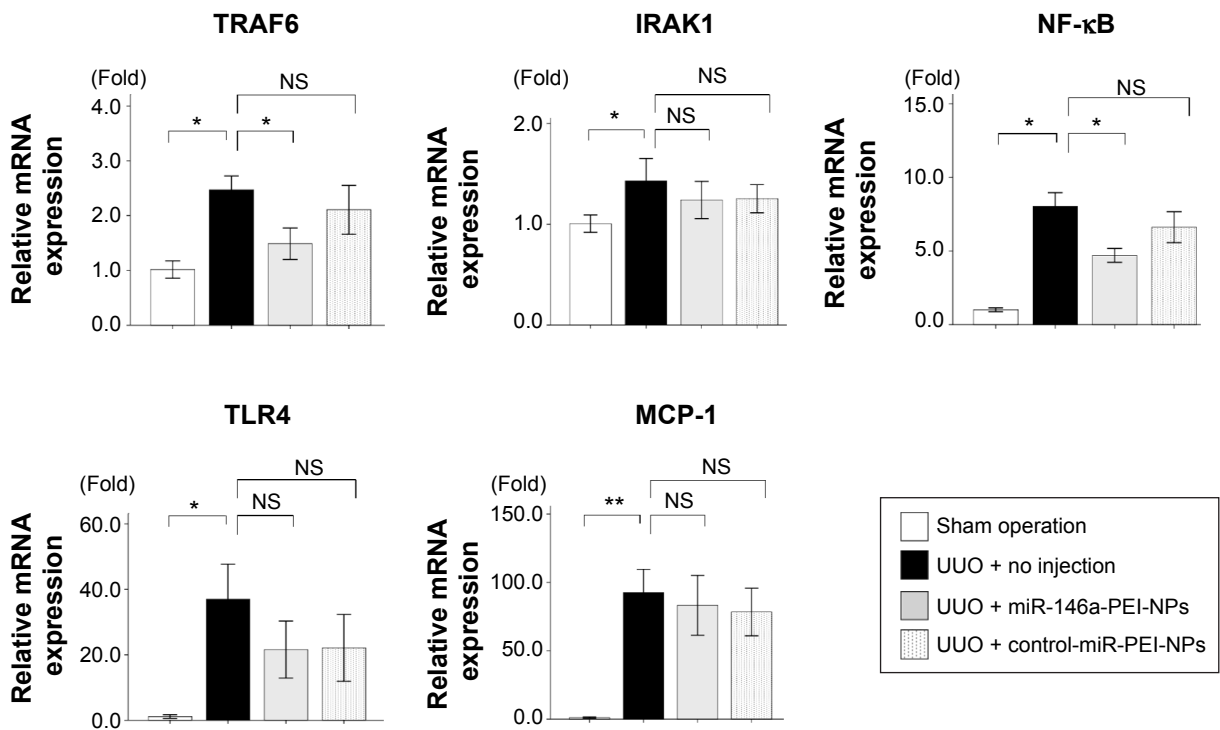 TRAF6
(Fold)
Relative mRNA
expression
4.0
3.0
2.0
1.0
0.0
*
*
NS
IRAK1
(Fold)
Relative mRNA
expression
2.0
1.0
0.0
*
NS
NS
NF-κB
(Fold)
Relative mRNA
expression
15.0
10.0
5.0
0.0
*
*
NS
TLR4
(Fold)
Relative mRNA
expression
60.0
40.0
20.0
0.0
*
NS
NS
MCP-1
(Fold)
Relative mRNA
expression
150.0
100.0
50.0
0.0
**
NS
NS
Sham operation
UUO + no injection
UUO + miR-146a-PEI-NPs
UUO + control-miR-PEI-NPs